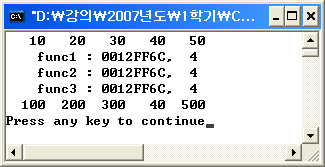 "D:₩강의₩2007년도₩1학기₩C...
10 20 30 40 50
func1 : 0012FF6C, 4
func2 : 0012FF6C, 4
func3 : 0012FF6C, 4
100 200 300 40 500
Press any key to continue_